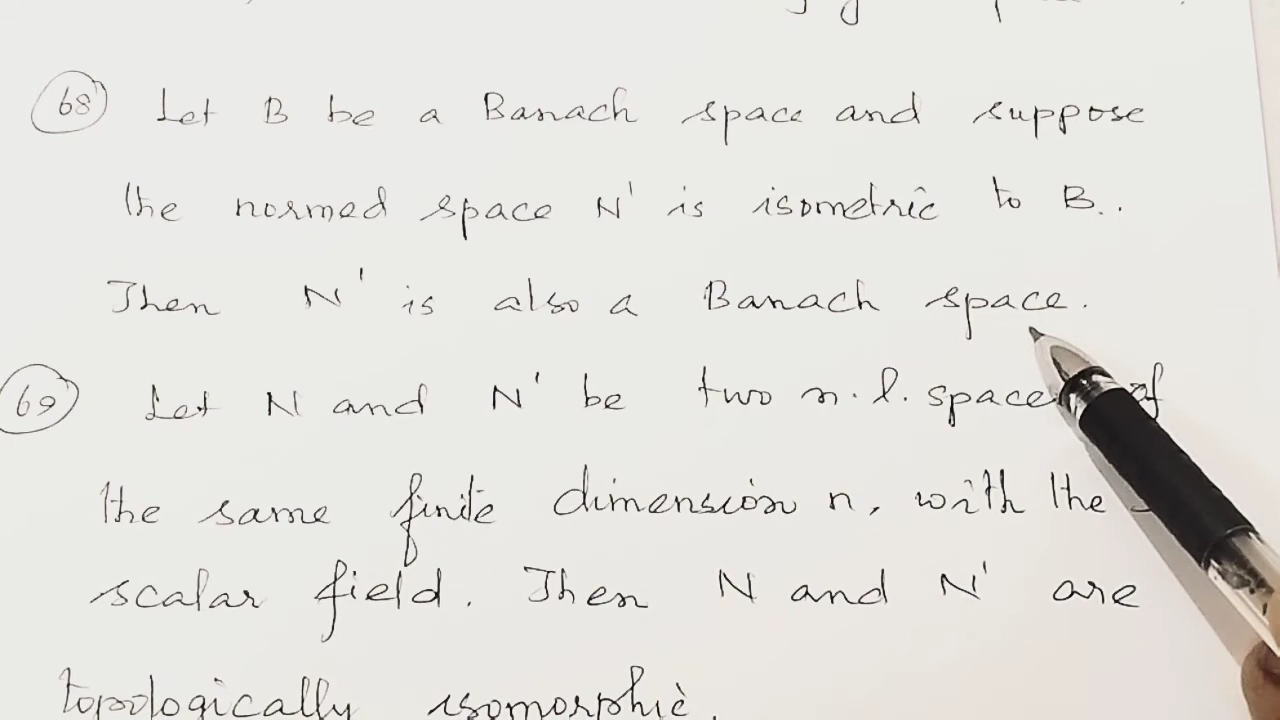 68 Let B be a Banach space and suppose
the normed space N' is isometric to B..
Then N' is also a Banach space.
69 Let N and N' be two n.l. space of
the same finite dimension n, with the
scalar field. Then N and N' are
topologically isomorphic.